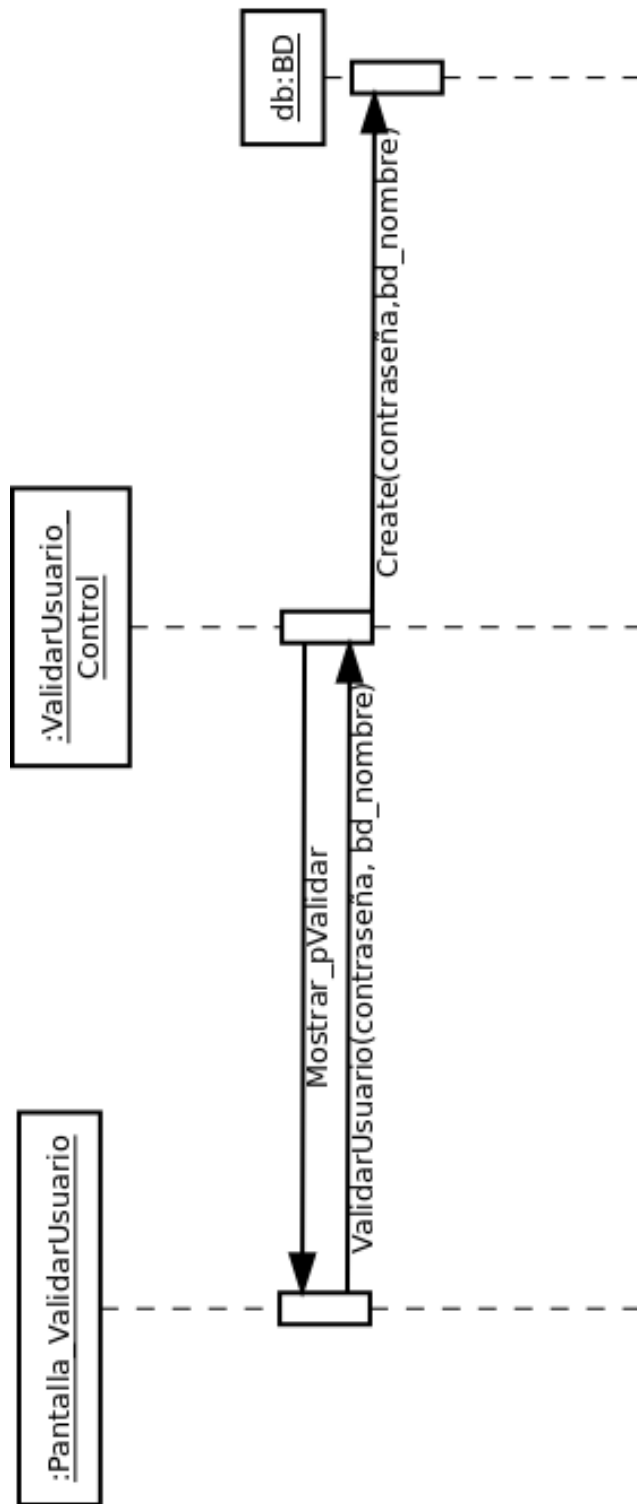 :Pantalla_ValidarUsuario
:ValidarUsuario_
Control
db:BD
Mostrar_pValidar
ValidarUsuario(contraseña, bd_nombre)
Create(contraseña,bd_nombre)